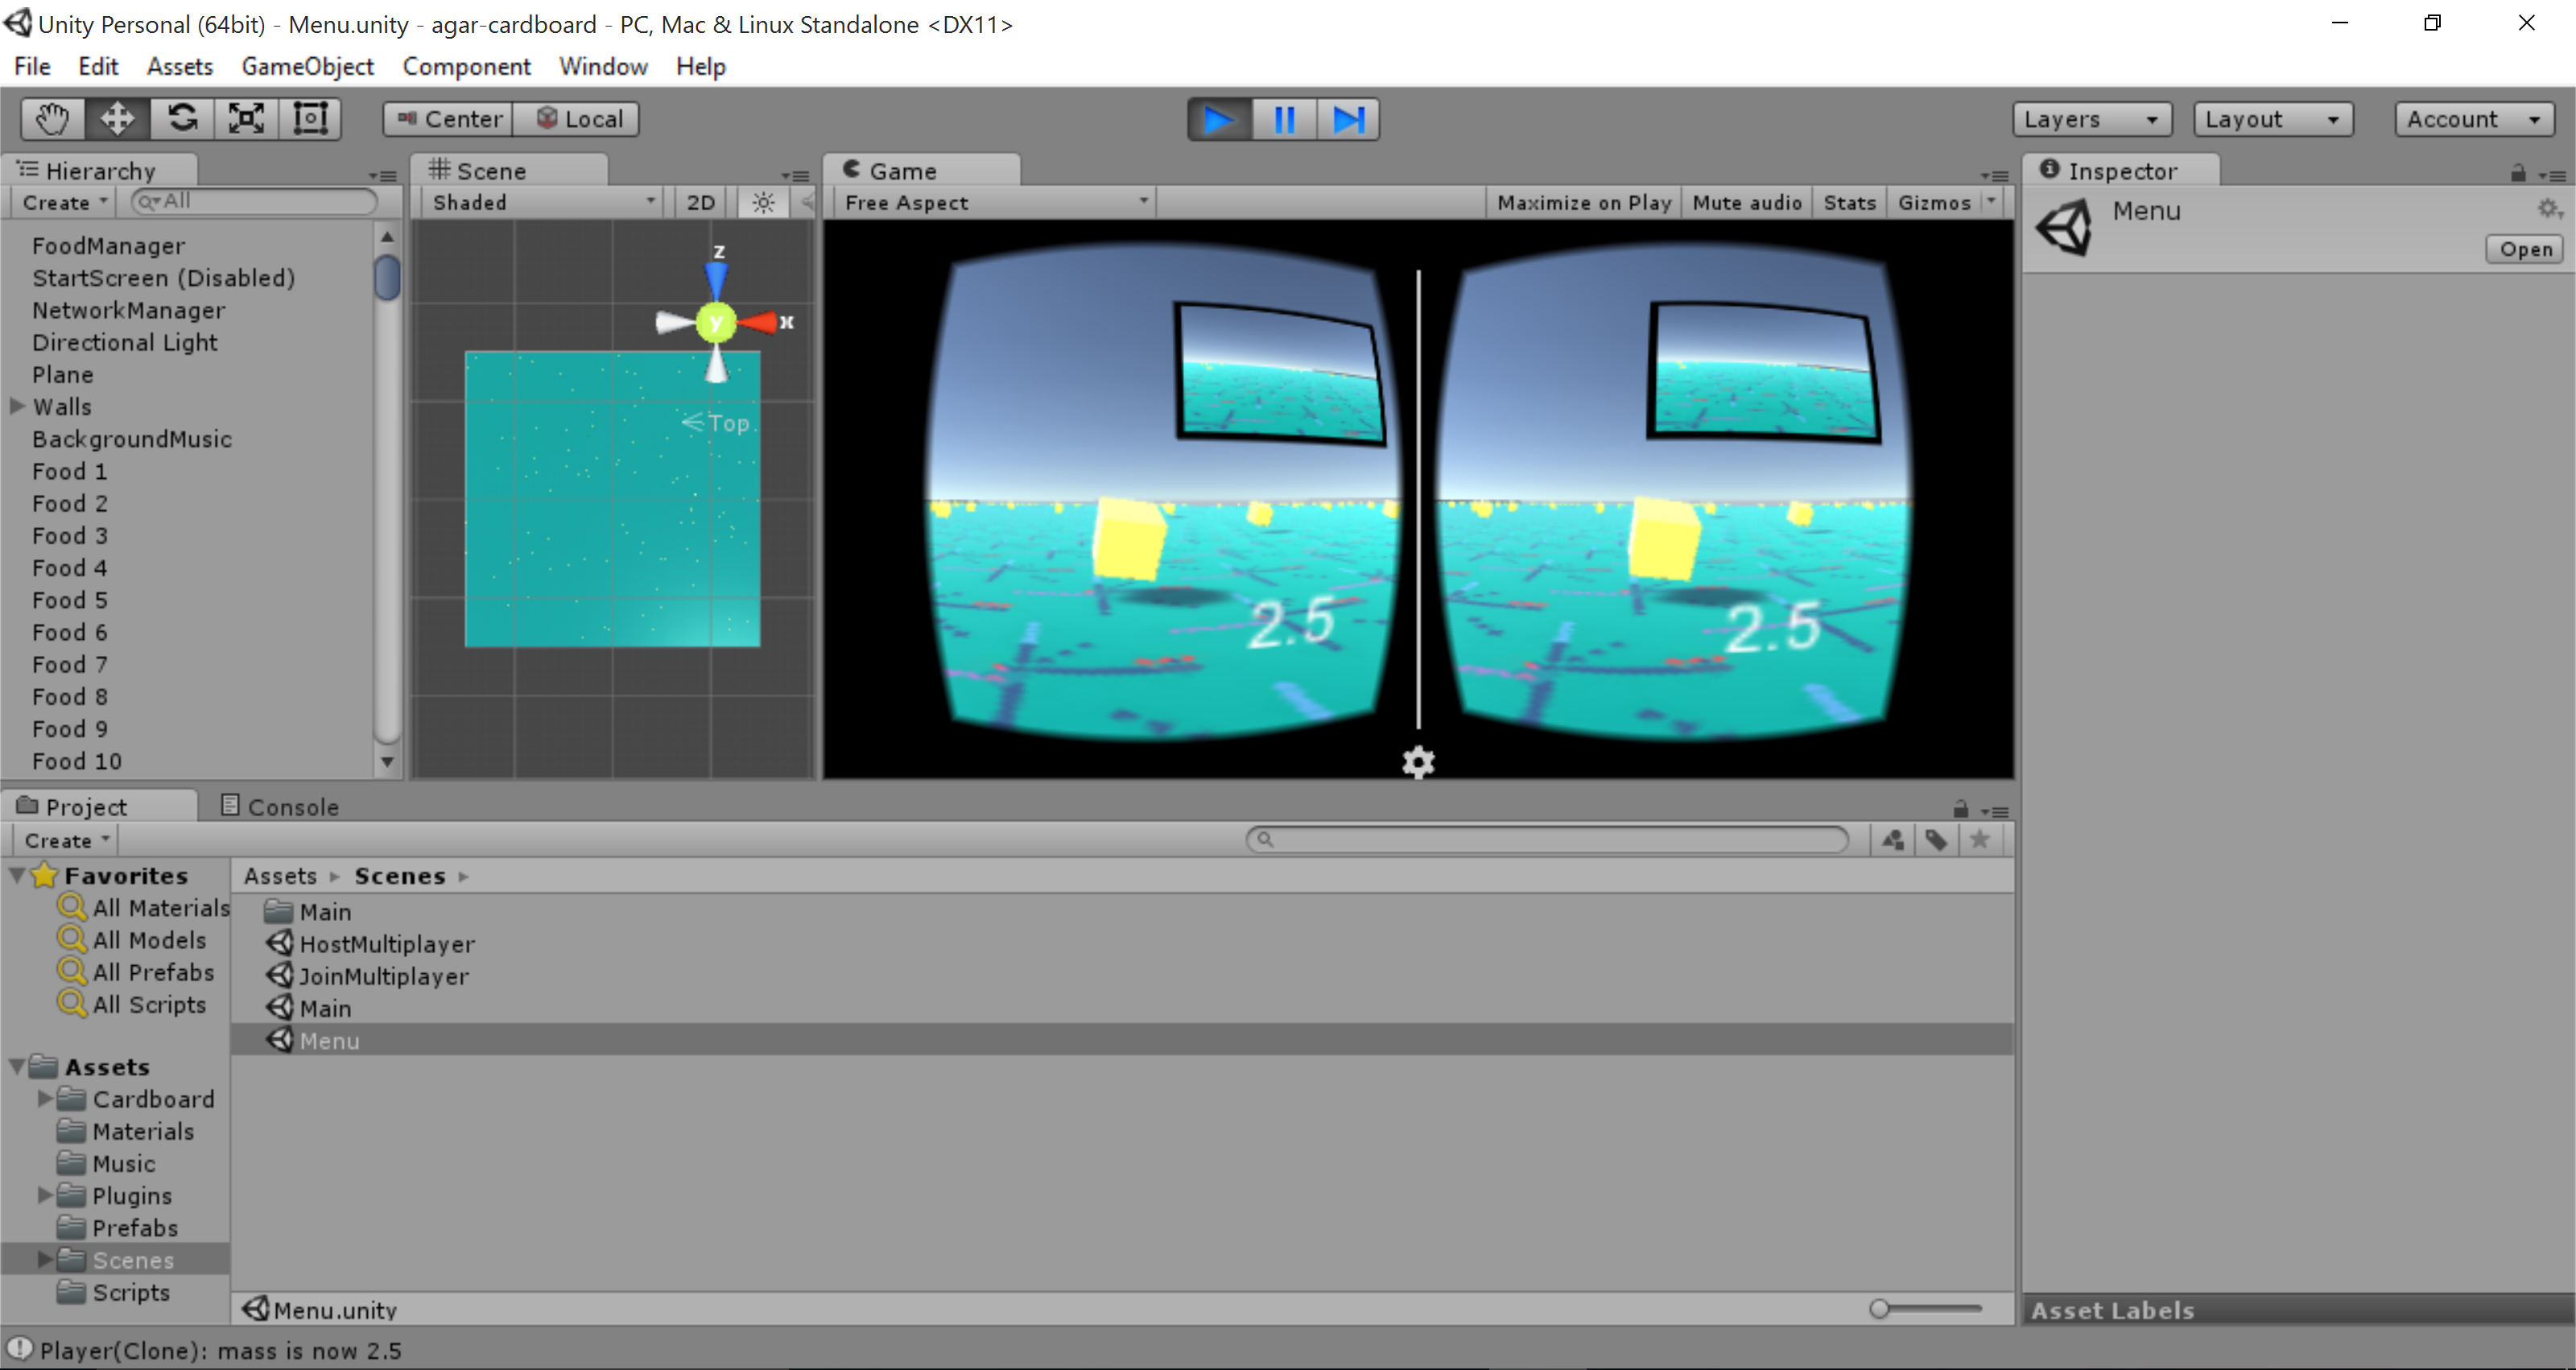 Unity Personal (64bit) - Menu.unity - agar-cardboard - PC, Mac & Linux Standalone <DX11>
File Edit Assets GameObject Component Window Help
Center Local Layers Layout Account
Hierarchy
Create All
FoodManager
StartScreen (Disabled)
NetworkManager
Directional Light
Plane
Walls
BackgroundMusic
Food 1
Food 2
Food 3
Food 4
Food 5
Food 6
Food 7
Food 8
Food 9
Food 10
Scene
Shaded 2D
z
y x
Top
Game
Free Aspect Maximize on Play Mute audio Stats Gizmos
2.5 2.5
Inspector
Menu
Open
Project Console
Create
Favorites
All Materials
All Models
All Prefabs
All Scripts
Assets
Cardboard
Materials
Music
Plugins
Prefabs
Scenes
Scripts
Assets Scenes
Main
HostMultiplayer
JoinMultiplayer
Main
Menu
Menu.unity
Asset Labels
Player(Clone): mass is now 2.5